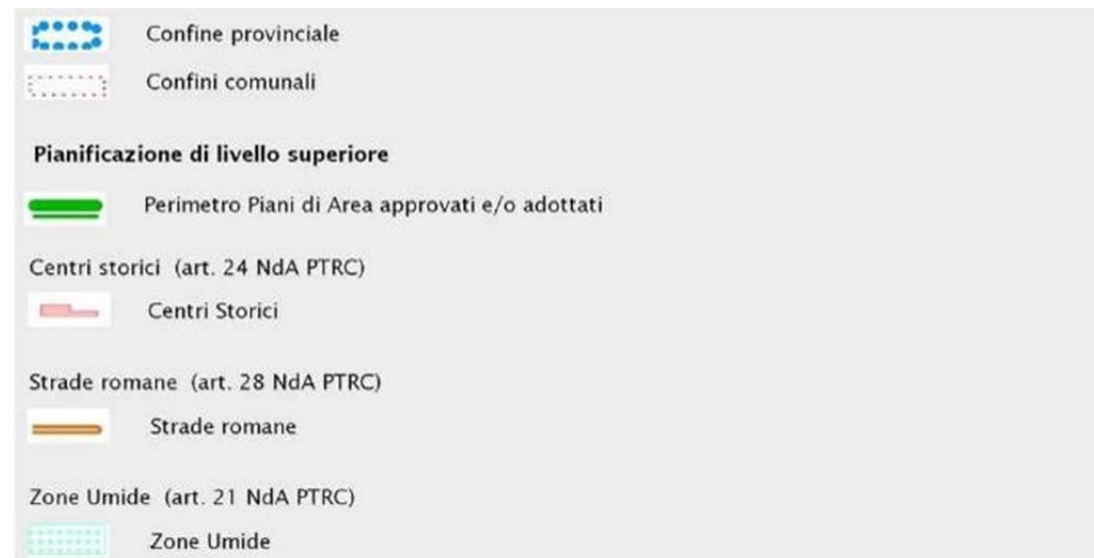 Confine provinciale
Confini comunali
Pianificazione di livello superiore
Perimetro Piani di Area approvati e/o adottati
Centri storici (art. 24 NdA PTRC)
Centri Storici
Strade romane (art. 28 NdA PTRC)
Strade romane
Zone Umide (art. 21 NdA PTRC)
Zone Umide